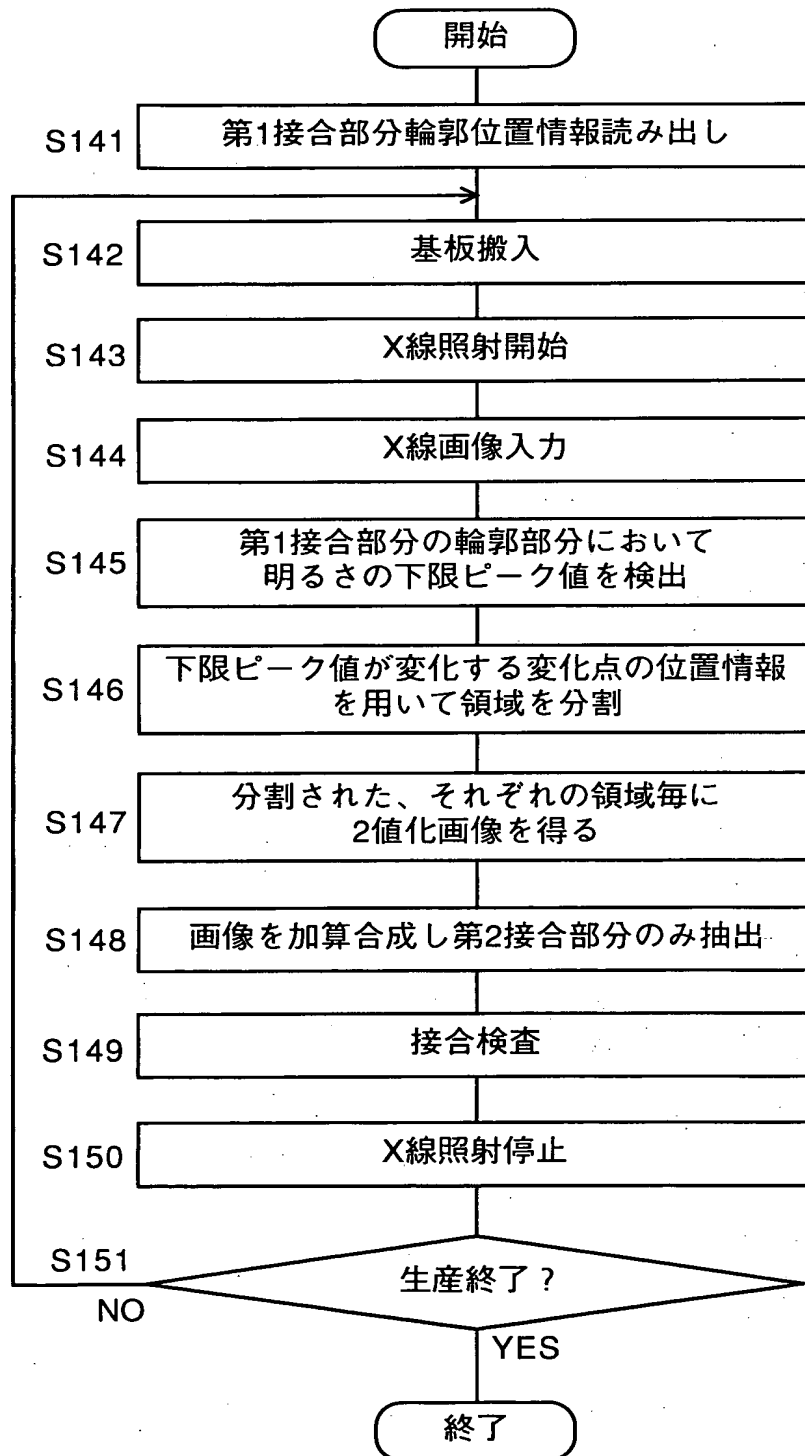 開始
S141
第1接合部分輪郭位置情報読み出し
S142
基板搬入
S143
X線照射開始
S144
X線画像入力
S145
第1接合部分の輪郭部分において
明るさの下限ピーク値を検出
S146
下限ピーク値が変化する変化点の位置情報
を用いて領域を分割
S147
分割された、それぞれの領域毎に
2値化画像を得る
S148
画像を加算合成し第2接合部分のみ抽出
S149
接合検査
S150
X線照射停止
S151
生産終了?
NO
YES
終了